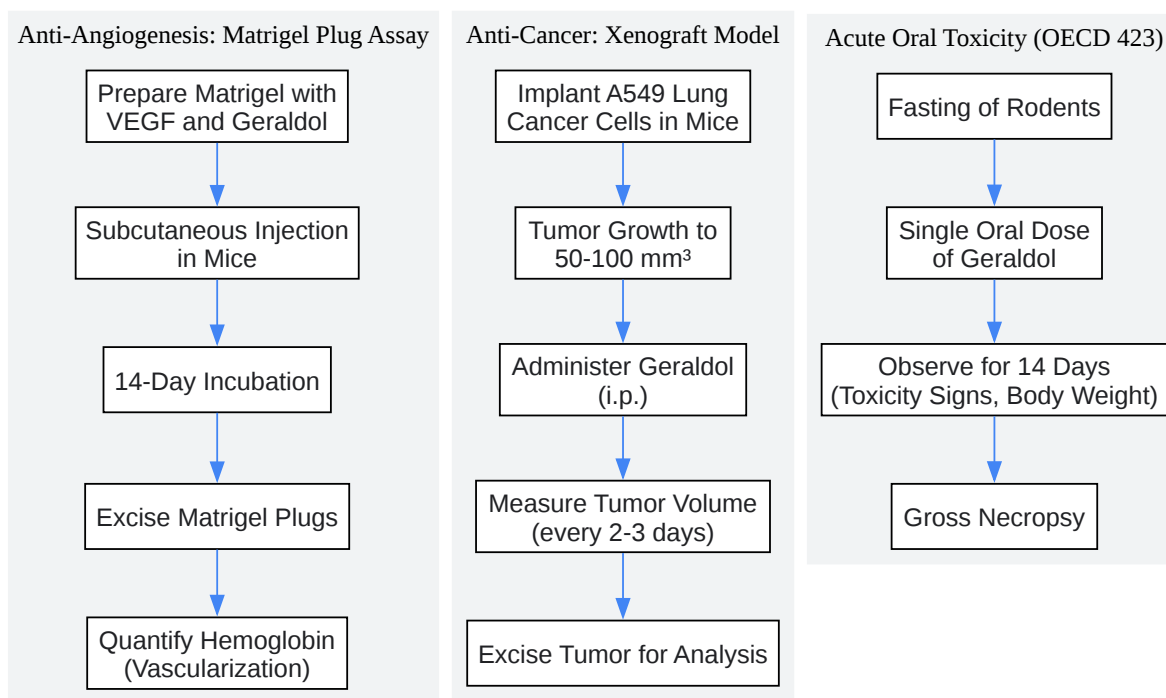 Anti-Angiogenesis: Matrigel Plug Assay
Prepare Matrigel with
VEGF and Geraldol
Subcutaneous Injection
in Mice
14-Day Incubation
Excise Matrigel Plugs
Quantify Hemoglobin
(Vascularization)
Anti-Cancer: Xenograft Model
Implant A549 Lung
Cancer Cells in Mice
Tumor Growth to
50-100 mm³
Administer Geraldol
(i.p.)
Measure Tumor Volume
(every 2-3 days)
Excise Tumor for Analysis
Acute Oral Toxicity (OECD 423)
Fasting of Rodents
Single Oral Dose
of Geraldol
Observe for 14 Days
(Toxicity Signs, Body Weight)
Gross Necropsy